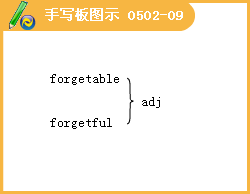 手写板图示 0502-09
forgetable
adj
forgetful